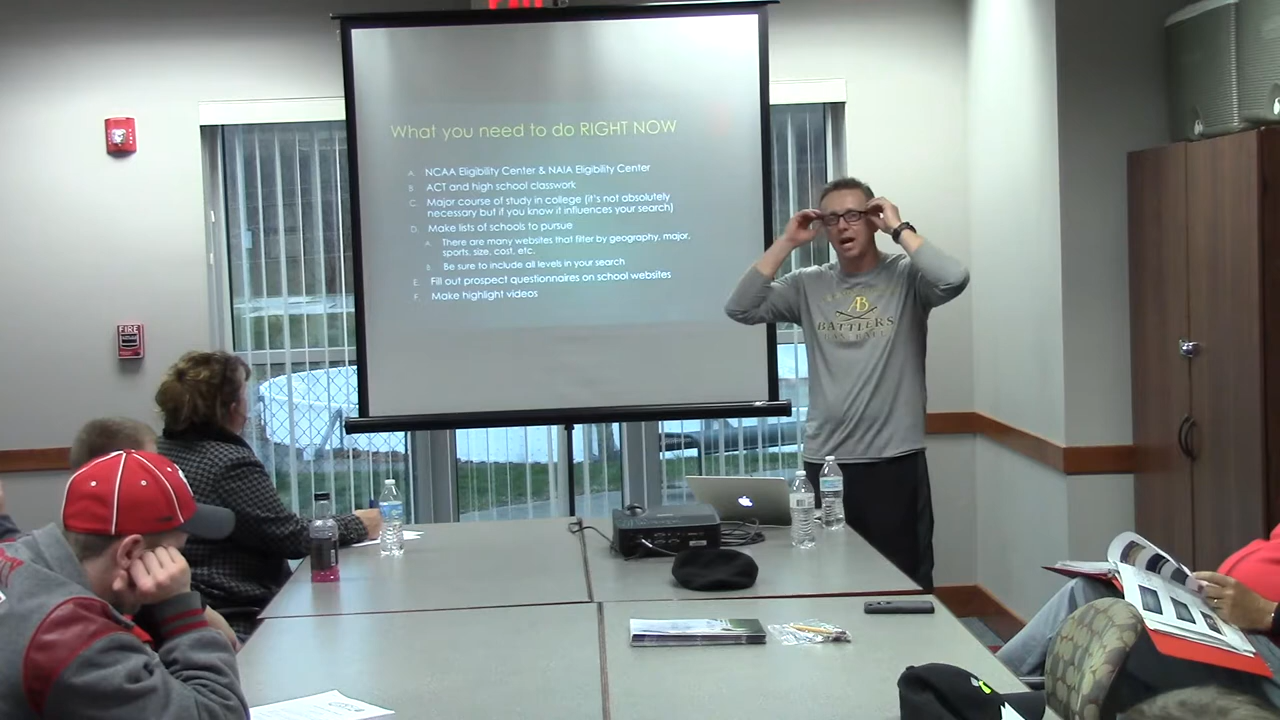 What you need to do RIGHT NOW
A. NCAA Eligibility Center & NAIA Eligibility Center
B. ACT and high school classwork
C. Major course of study in college (it's not absolutely
necessary but if you know it influences your search)
D. Make lists of schools to pursue
A. There are many websites that filter by geography, major,
sports, size, cost, etc.
B. Be sure to include all levels in your search
E. Fill out prospect questionnaires on school websites
F. Make highlight videos
AB
BATTLERS
BASEBALL
FIRE